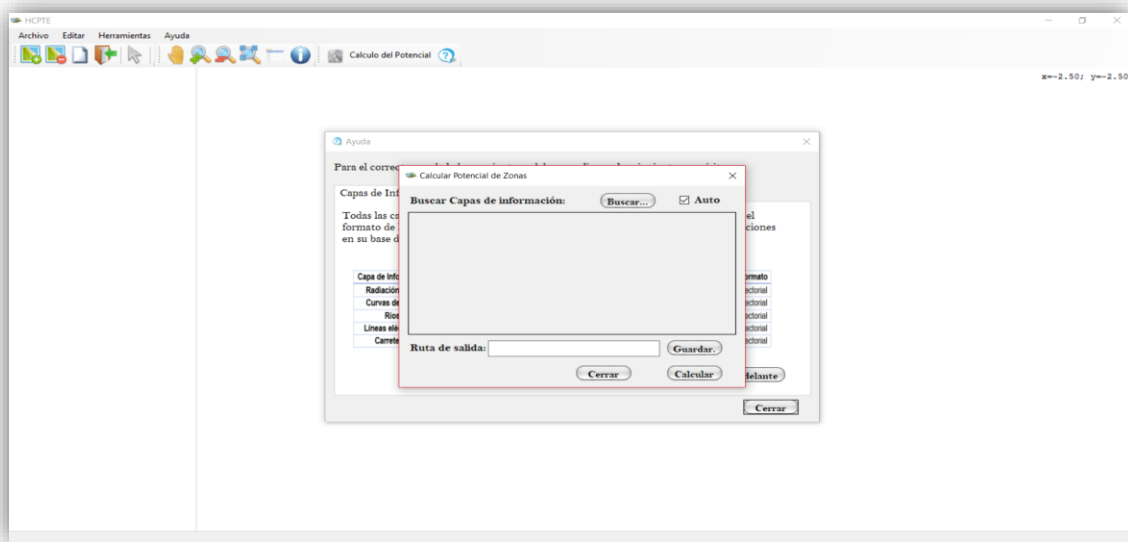 HCPTE
Archivo Editar Herramientas Ayuda
Calculo del Potencial
x=-2.50; y=-2.50
Ayuda
Para el correc
Calcular Potencial de Zonas
Capas de Inf
Buscar Capas de información: Buscar... Auto
Todas las ca el
formato de ciones
en su base d
Capa de Info ormato
Radiación ectorial
Curvas de ectorial
Ríos ectorial
Líneas elé ectorial
Carrete ectorial
Ruta de salida: Guardar.
Cerrar Calcular delante
Cerrar